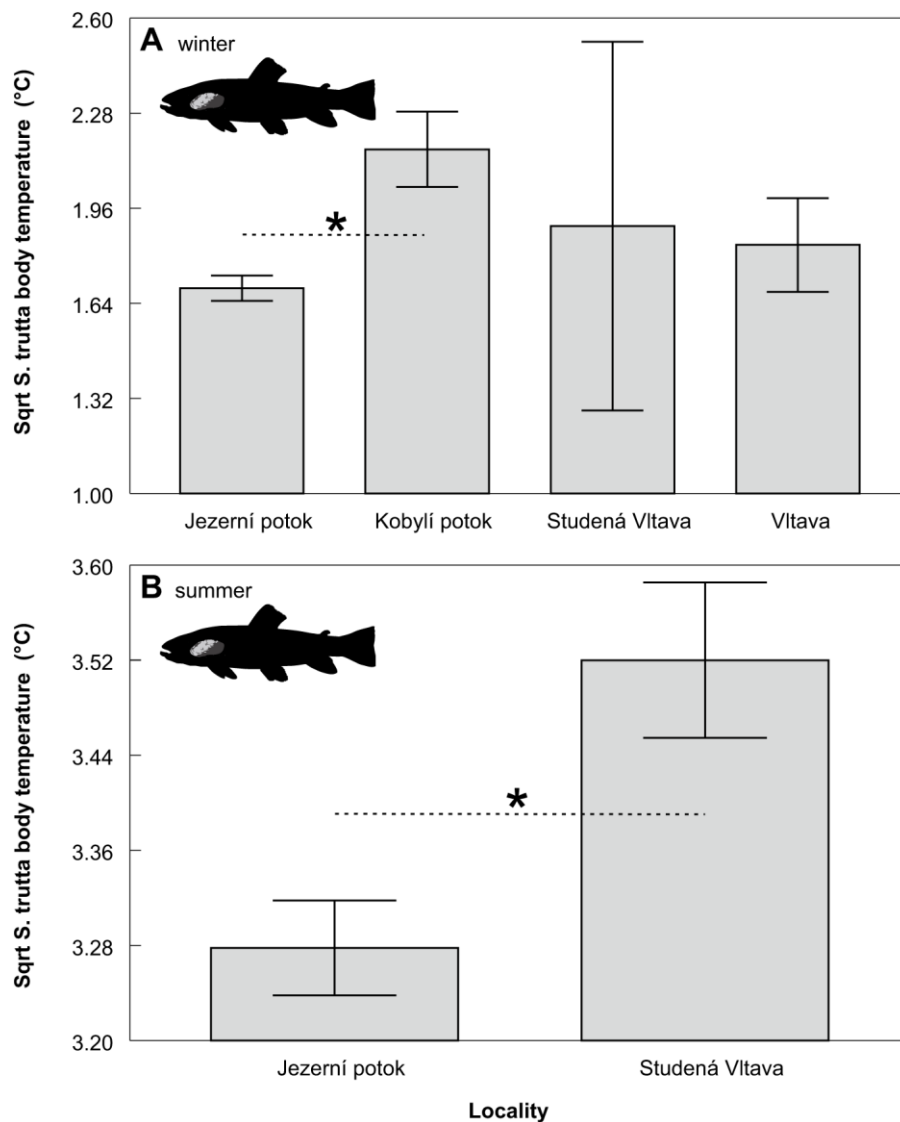 A winter
Sqrt S. trutta body temperature (°C)
2.60
2.28
1.96
1.64
1.32
1.00
*
Jezerní potok Kobylí potok Studená Vltava Vltava
B summer
Sqrt S. trutta body temperature (°C)
3.60
3.52
3.44
3.36
3.28
3.20
*
Jezerní potok Studená Vltava
Locality